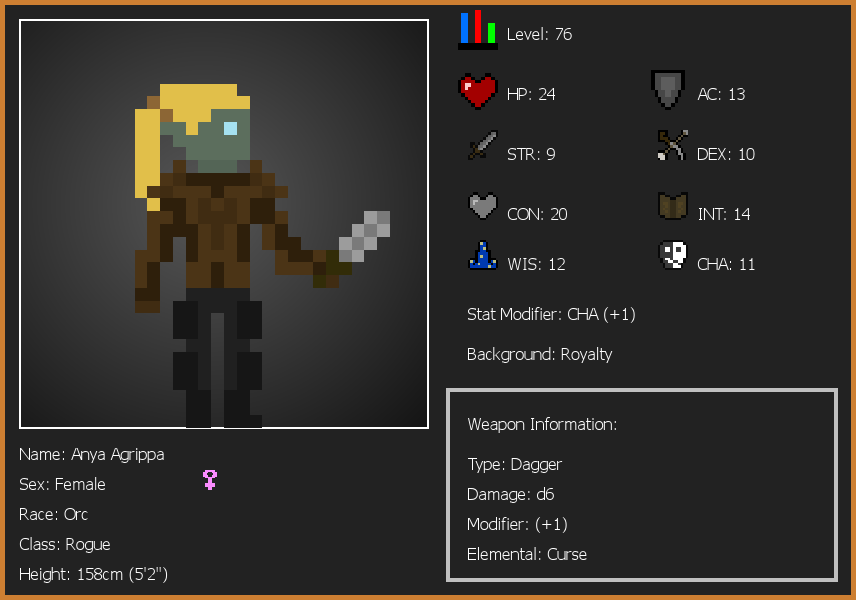 Level: 76
HP: 24
AC: 13
STR: 9
DEX: 10
CON: 20
INT: 14
WIS: 12
CHA: 11
Stat Modifier: CHA (+1)
Background: Royalty
Weapon Information:
Type: Dagger
Damage: d6
Modifier: (+1)
Elemental: Curse
Name: Anya Agrippa
Sex: Female
Race: Orc
Class: Rogue
Height: 158cm (5'2")